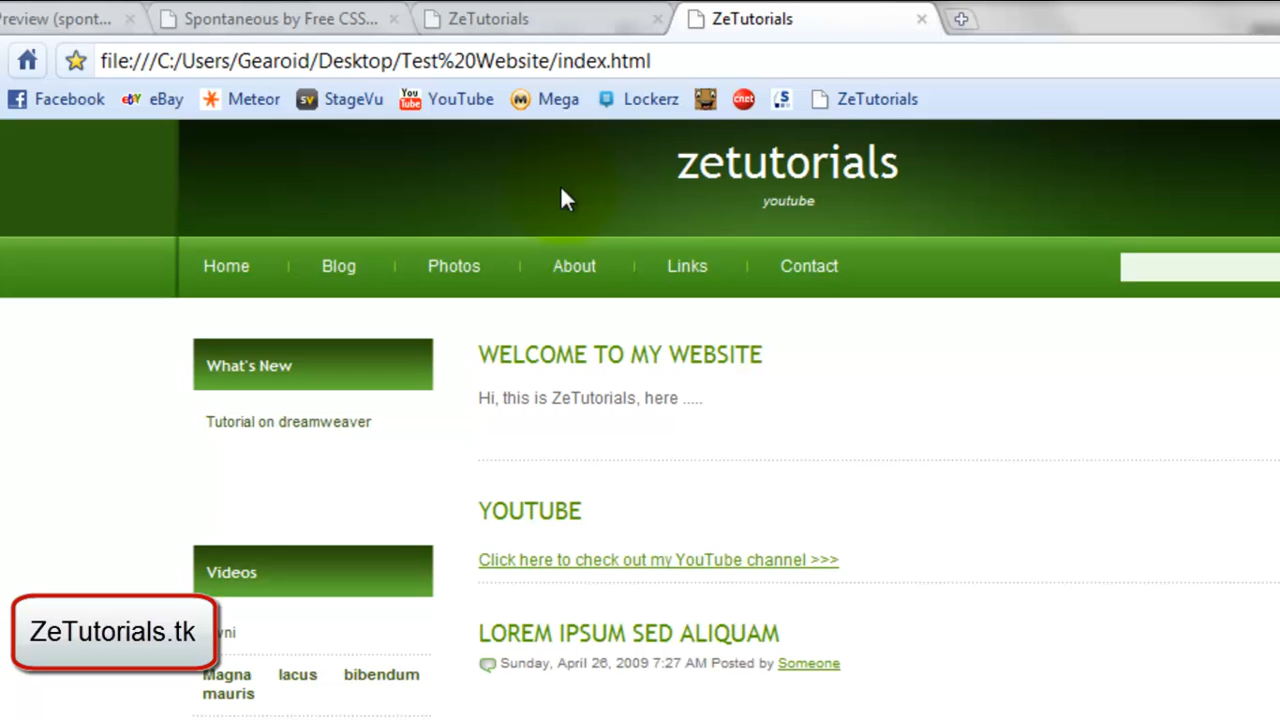 Preview (spont...
Spontaneous by Free CSS...
ZeTutorials
ZeTutorials
file:///C:/Users/Gearoid/Desktop/Test%20Website/index.html
Facebook
eBay
Meteor
sv StageVu
You Tube YouTube
Mega
Lockerz
cnet
S
ZeTutorials
zetutorials
youtube
Home
Blog
Photos
About
Links
Contact
What's New
Tutorial on dreamweaver
WELCOME TO MY WEBSITE
Hi, this is ZeTutorials, here .....
YOUTUBE
Click here to check out my YouTube channel >>>
Videos
ZeTutorials.tk
Magna lacus bibendum
mauris
LOREM IPSUM SED ALIQUAM
Sunday, April 26, 2009 7:27 AM Posted by Someone